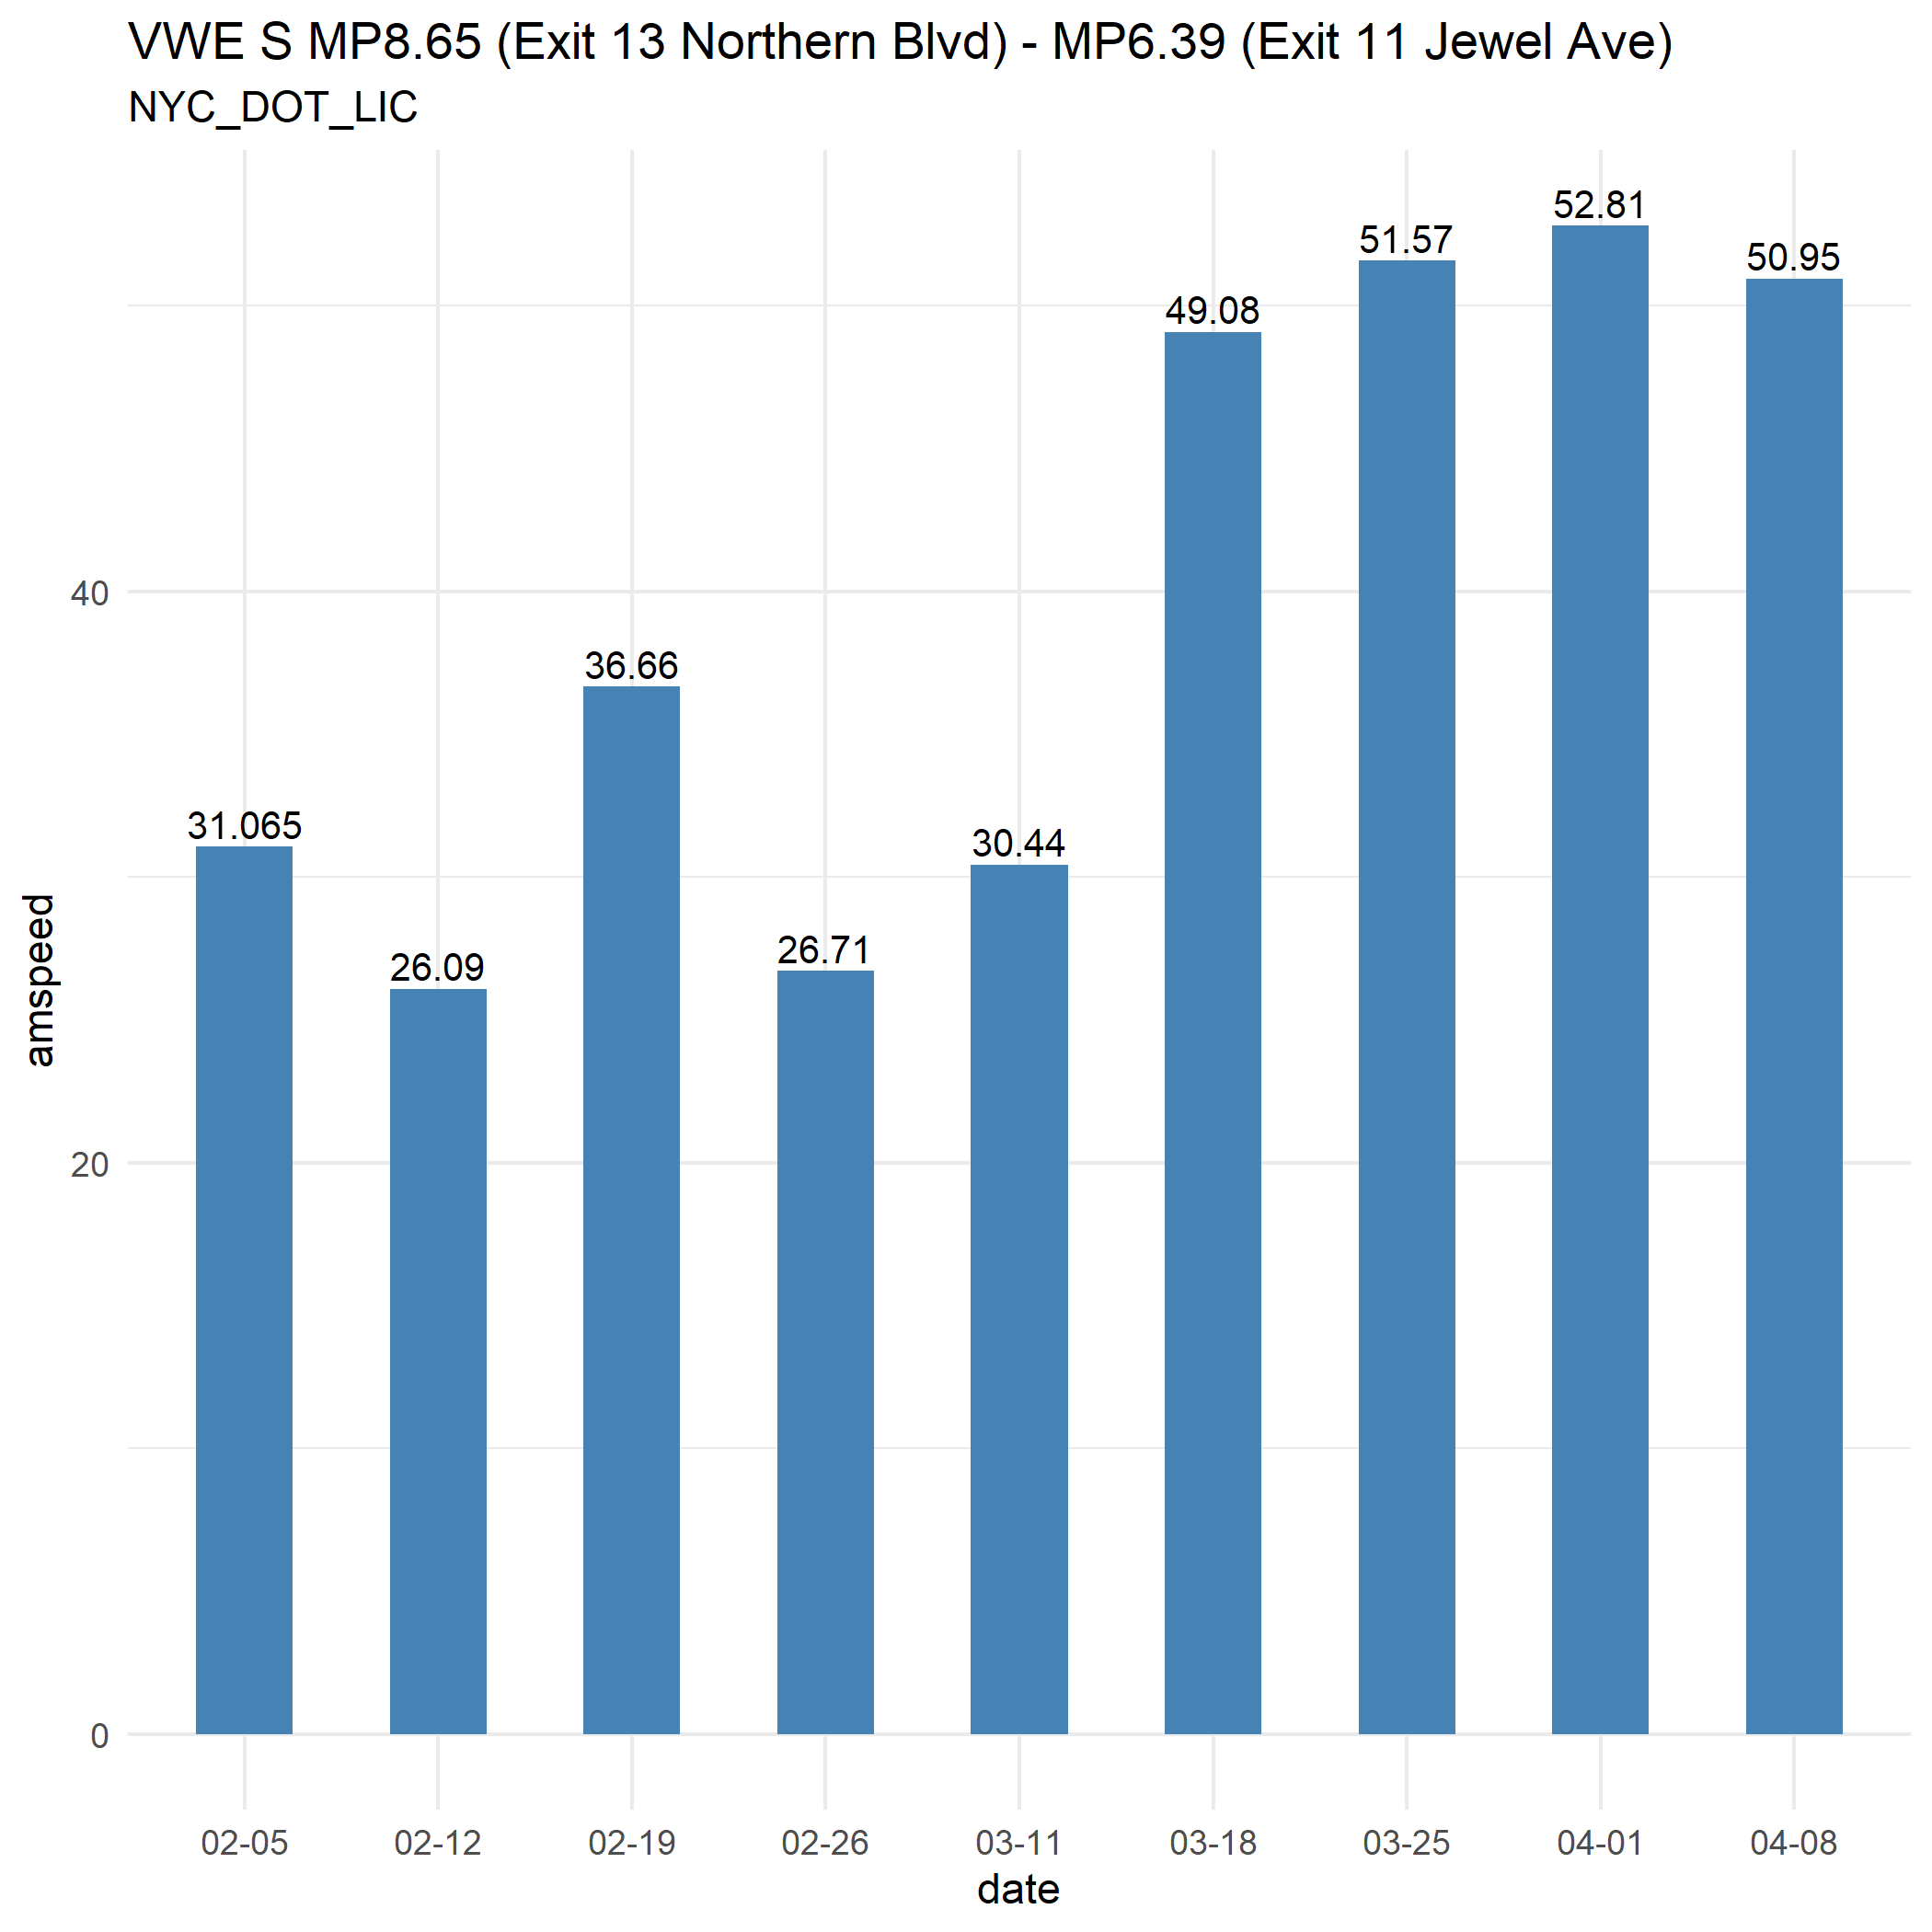 VWE S MP8.65 (Exit 13 Northern Blvd) - MP6.39 (Exit 11 Jewel Ave)
NYC_DOT_LIC
52.81
51.57
50.95
49.08
40
36.66
31.065
30.44
26.71
26.09
amspeed
20
0
02-05 02-12 02-19 02-26 03-11 03-18 03-25 04-01 04-08
date